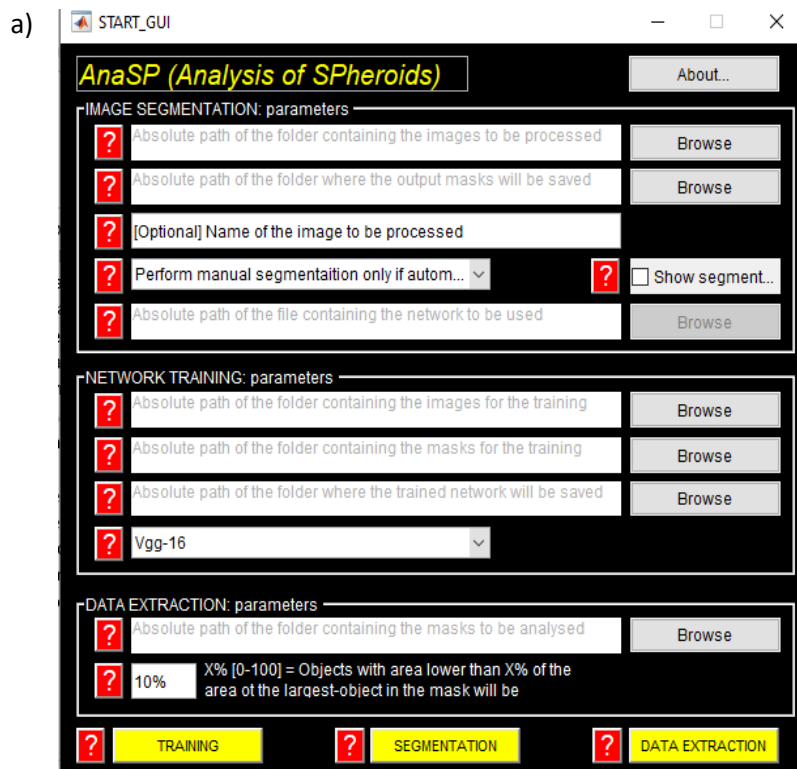 a)
START_GUI
AnaSP (Analysis of SPheroids)
About...
IMAGE SEGMENTATION: parameters
? Absolute path of the folder containing the images to be processed Browse
? Absolute path of the folder where the output masks will be saved Browse
? [Optional] Name of the image to be processed
? Perform manual segmentaition only if autom... ? Show segment...
? Absolute path of the file containing the network to be used Browse
NETWORK TRAINING: parameters
? Absolute path of the folder containing the images for the training Browse
? Absolute path of the folder containing the masks for the training Browse
? Absolute path of the folder where the trained network will be saved Browse
? Vgg-16
DATA EXTRACTION: parameters
? Absolute path of the folder containing the masks to be analysed Browse
? 10% X% [0-100] = Objects with area lower than X% of the
area ot the largest-object in the mask will be
? TRAINING ? SEGMENTATION ? DATA EXTRACTION